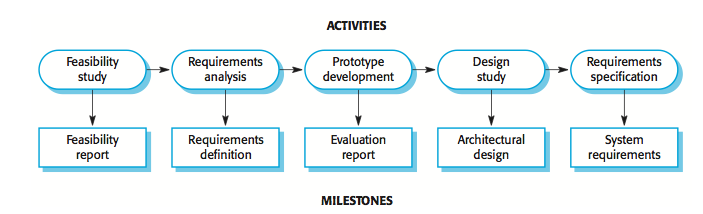 ACTIVITIES
Feasibility
study
Requirements
analysis
Prototype
development
Design
study
Requirements
specification
Feasibility
report
Requirements
definition
Evaluation
report
Architectural
design
System
requirements
MILESTONES